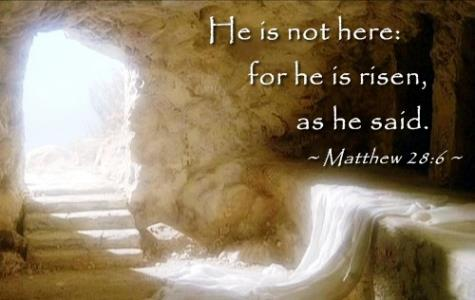 He is not here:
for he is risen,
as he said.
~ Matthew 28:6 ~